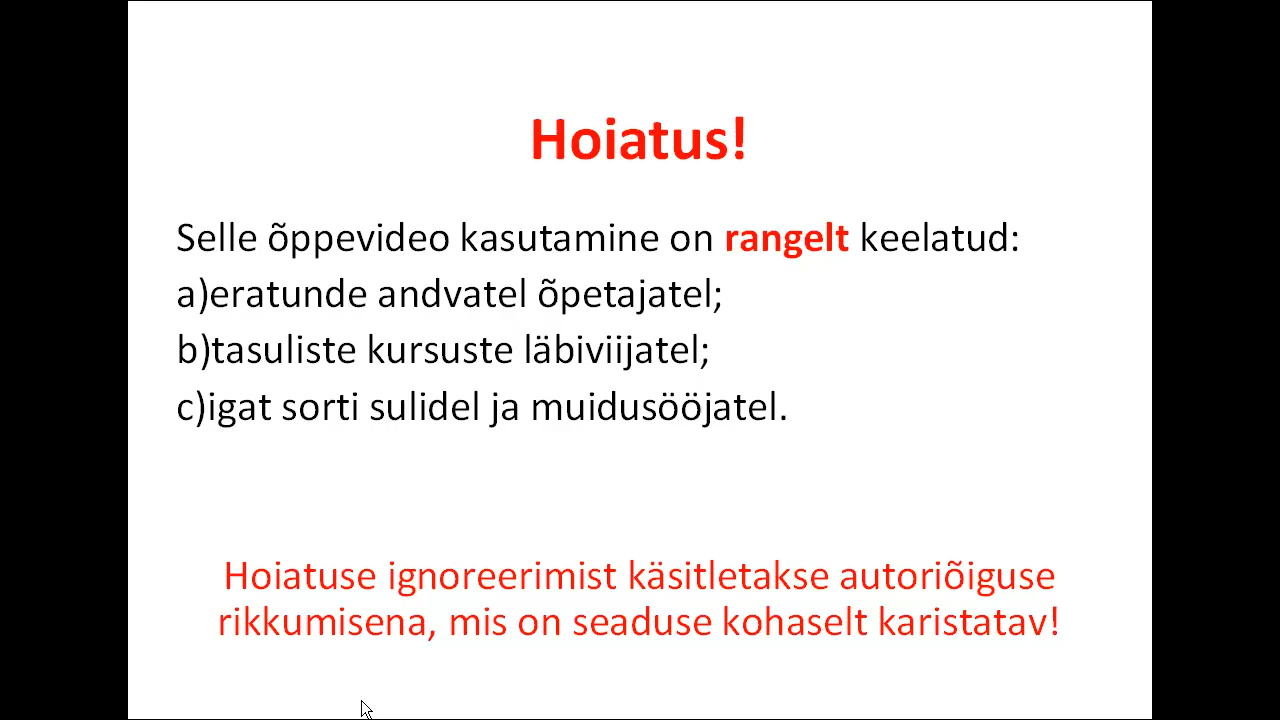 Hoiatus!
Selle õppevideo kasutamine on rangelt keelatud:
a)eratunde andvatel õpetajatel;
b)tasuliste kursuste läbiviijatel;
c)igat sorti sulidel ja muidusööjatel.
Hoiatuse ignoreerimist käsitletakse autoriõiguse
rikkumisena, mis on seaduse kohaselt karistatav!